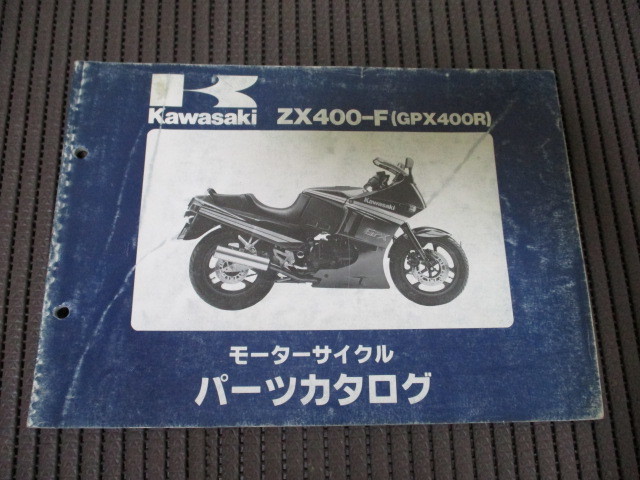 Kawasaki ZX400-F(GPX400R)
Kawasaki
GPX
モーターサイクル
パーツカタログ